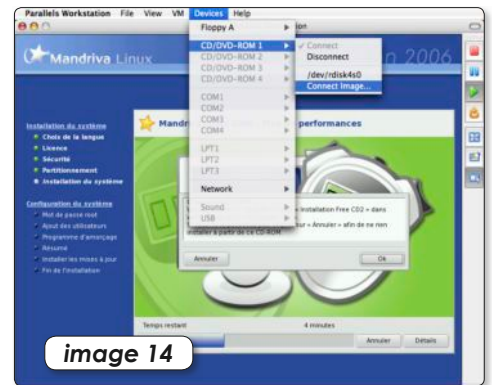 Parallels Workstation File View VM Devices Help
Floppy A
CD/DVD-ROM 1
CD/DVD-ROM 2
CD/DVD-ROM 3
CD/DVD-ROM 4
COM1
COM2
COM3
COM4
LPT1
LPT2
LPT3
Network
Sound
USB
Connect
Disconnect
/dev/rdisk4s0
Connect Image...
Mandriva Linux
2006
Installation du système
Choix de la langue
Licence
Sécurité
Partitionnement
Installation du système
Configuration du système
Mot de passe root
Ajout des utilisateurs
Programme d'amorçage
Résumé
Installer les mises à jour
Fin de l'installation
performances
« Installation Free CD2 » dans
sur « Annuler » afin de ne rien
installer à partir de ce CD-ROM.
Annuler Ok
Temps restant 4 minutes
Annuler Détails
image 14